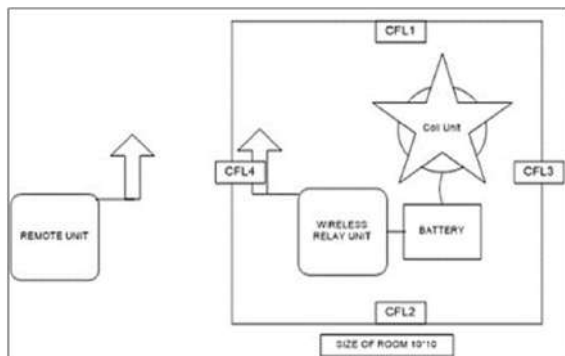 CFL1
Coil Unit
CFL4
CFL3
REMOTE UNIT
WIRELESS
RELAY UNIT
BATTERY
CFL2
SIZE OF ROOM 10*10